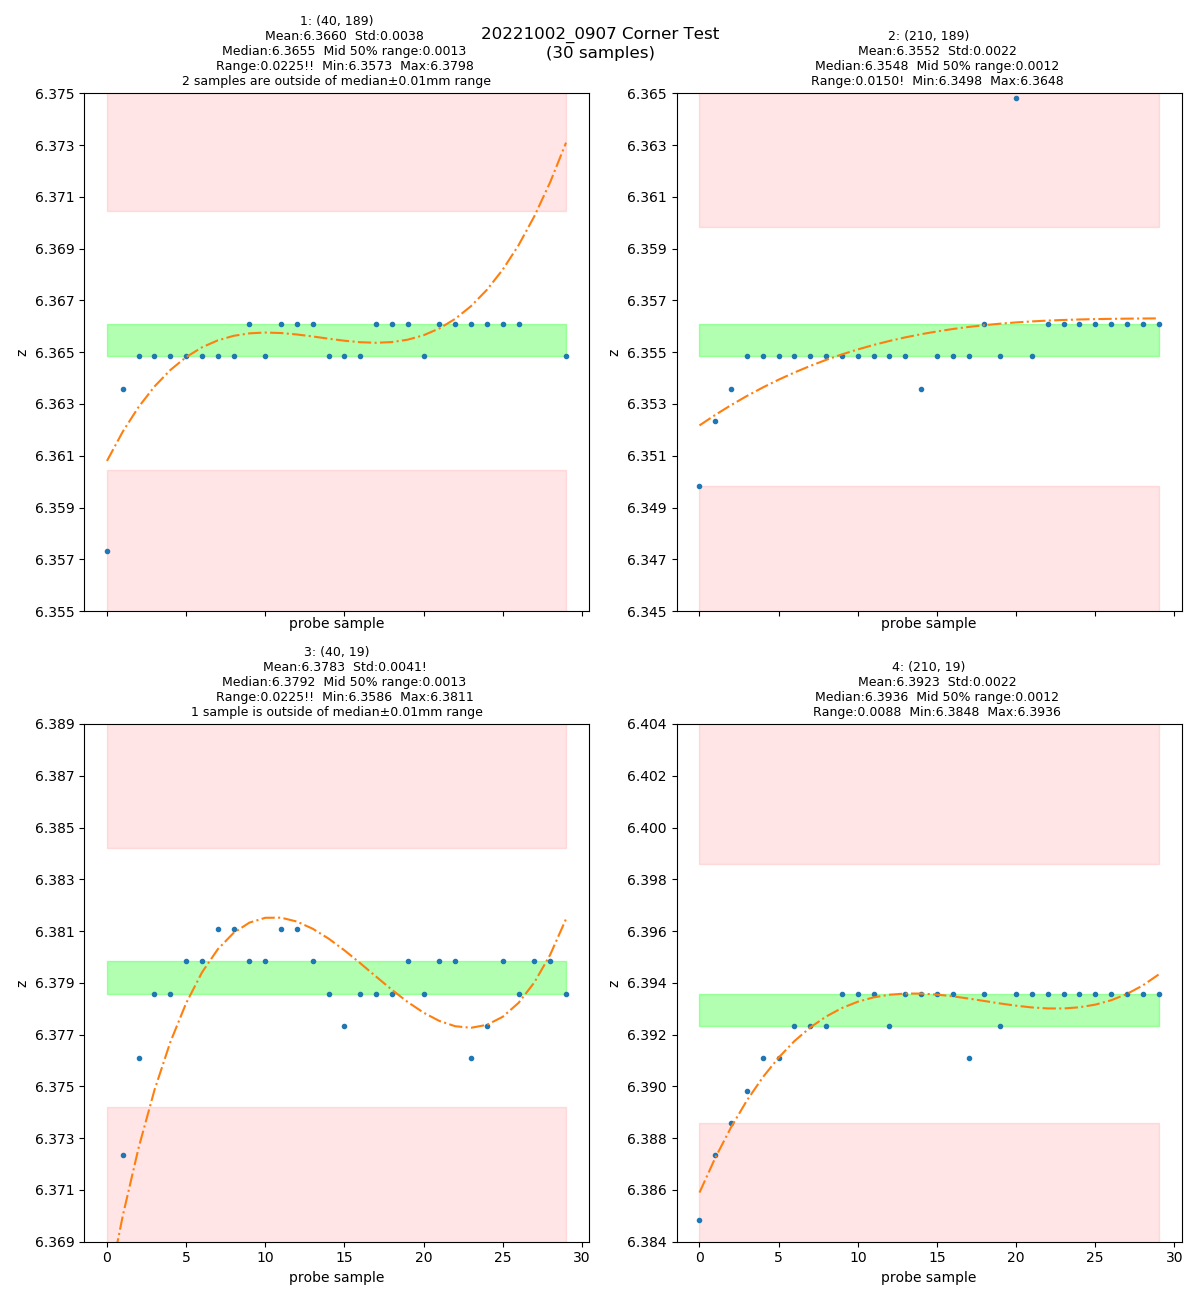 20221002_0907 Corner Test
(30 samples)
1: (40, 189)
Mean:6.3660 Std:0.0038
Median:6.3655 Mid 50% range:0.0013
Range:0.0225!! Min:6.3573 Max:6.3798
2 samples are outside of median±0.01mm range
6.375
6.373
6.371
6.369
6.367
6.365
6.363
6.361
6.359
6.357
6.355
z
probe sample
2: (210, 189)
Mean:6.3552 Std:0.0022
Median:6.3548 Mid 50% range:0.0012
Range:0.0150! Min:6.3498 Max:6.3648
6.365
6.363
6.361
6.359
6.357
6.355
6.353
6.351
6.349
6.347
6.345
z
probe sample
3: (40, 19)
Mean:6.3783 Std:0.0041!
Median:6.3792 Mid 50% range:0.0013
Range:0.0225!! Min:6.3586 Max:6.3811
1 sample is outside of median±0.01mm range
6.389
6.387
6.385
6.383
6.381
6.379
6.377
6.375
6.373
6.371
6.369
z
0 5 10 15 20 25 30
probe sample
4: (210, 19)
Mean:6.3923 Std:0.0022
Median:6.3936 Mid 50% range:0.0012
Range:0.0088 Min:6.3848 Max:6.3936
6.404
6.402
6.400
6.398
6.396
6.394
6.392
6.390
6.388
6.386
6.384
z
0 5 10 15 20 25 30
probe sample